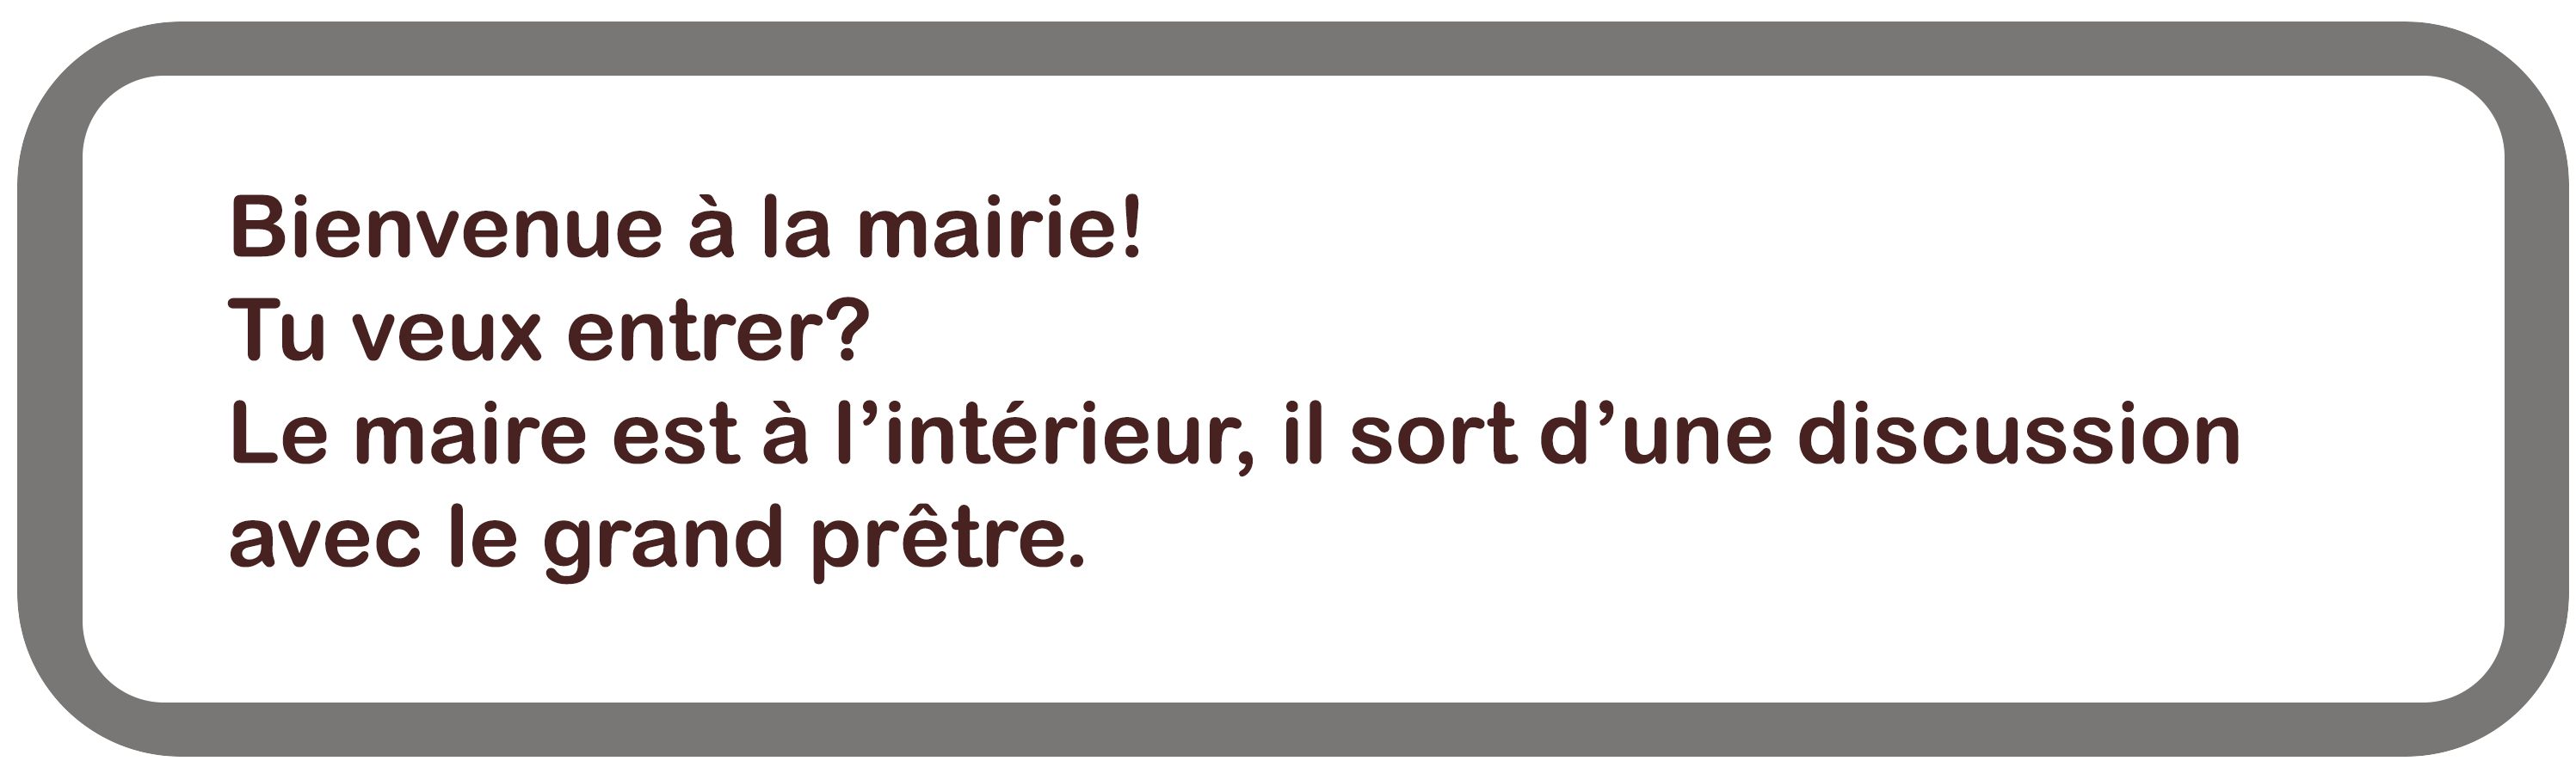 Bienvenue à la mairie!
Tu veux entrer?
Le maire est à l’intérieur, il sort d’une discussion
avec le grand prêtre.